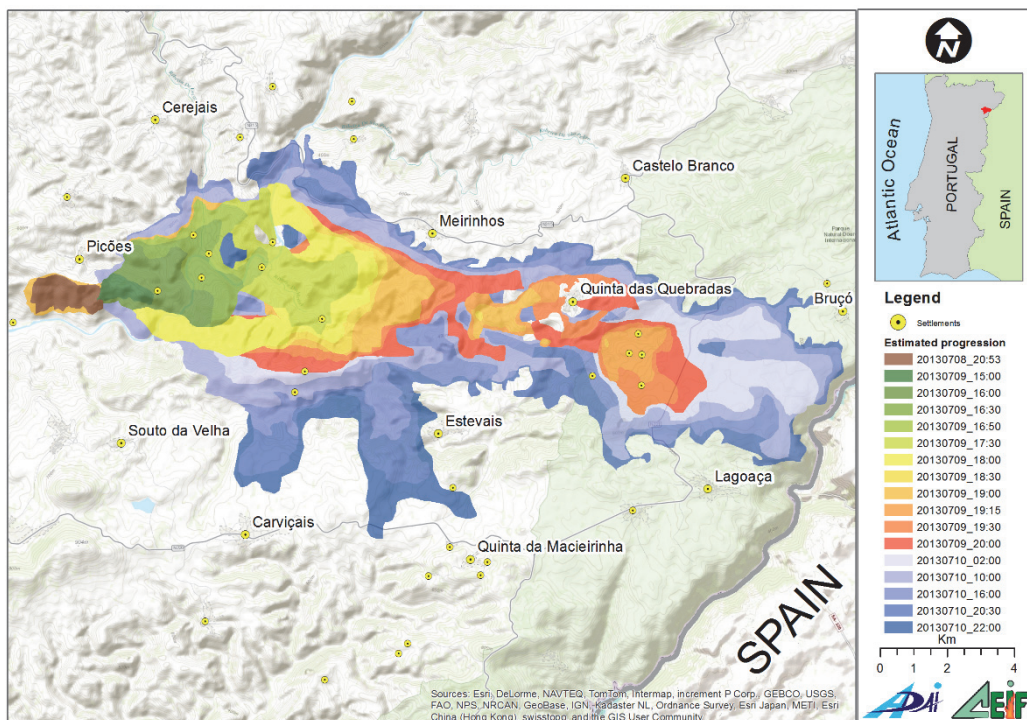 Cerejais
Castelo Branco
Meirinhos
Picões
Quinta das Quebradas
Bruçó
Souto da Velha
Estevais
Lagoaça
Carviçais
Quinta da Macieirinha
SPAIN
Sources: Esri, DeLorme, NAVTEQ, TomTom, Intermap, increment P Corp., GEBCO, USGS,
FAO, NPS, NRCAN, GeoBase, IGN, Kadaster NL, Ordnance Survey, Esri Japan, METI, Esri
China (Hong Kong), swisstopo, and the GIS User Community
N
Atlantic Ocean
PORTUGAL
SPAIN
Legend
Settlements
Estimated progression
20130708_20:53
20130709_15:00
20130709_16:00
20130709_16:30
20130709_16:50
20130709_17:30
20130709_18:00
20130709_18:30
20130709_19:00
20130709_19:15
20130709_19:30
20130709_20:00
20130710_02:00
20130710_10:00
20130710_16:00
20130710_20:30
20130710_22:00
Km
0 2 4
ADAI AEIF